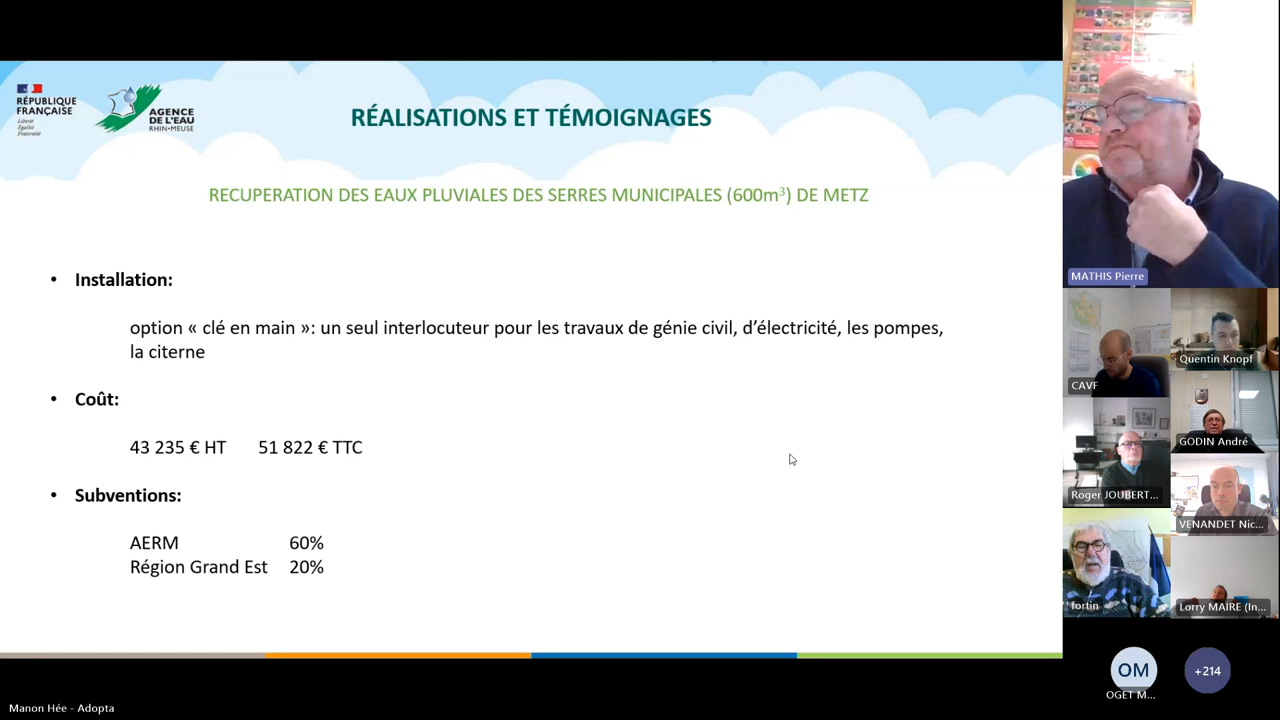 RÉPUBLIQUE
FRANÇAISE
Liberté
Égalité
Fraternité
AGENCE
DE L'EAU
RHIN•MEUSE
RÉALISATIONS ET TÉMOIGNAGES
RECUPERATION DES EAUX PLUVIALES DES SERRES MUNICIPALES (600m³) DE METZ
• Installation:
option « clé en main »: un seul interlocuteur pour les travaux de génie civil, d'électricité, les pompes,
la citerne
• Coût:
43 235 € HT 51 822 € TTC
• Subventions:
AERM 60%
Région Grand Est 20%
MATHIS Pierre
CAVF
Quentin Knopf
GODIN André
Roger JOUBERT...
VENANDET Nic...
fortin
Lorry MAIRE (In...
OM
OGET M...
+214
Manon Hée - Adopta